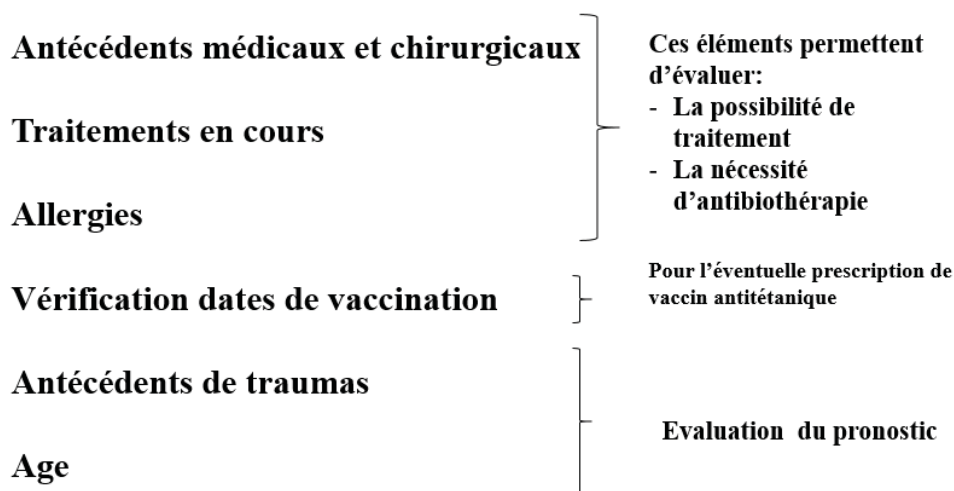 Antécédents médicaux et chirurgicaux
Traitements en cours
Allergies
Ces éléments permettent
d'évaluer:
- La possibilité de
traitement
- La nécessité
d'antibiothérapie
Vérification dates de vaccination
Pour l'éventuelle prescription de
vaccin antitétanique
Antécédents de traumas
Age
Evaluation du pronostic